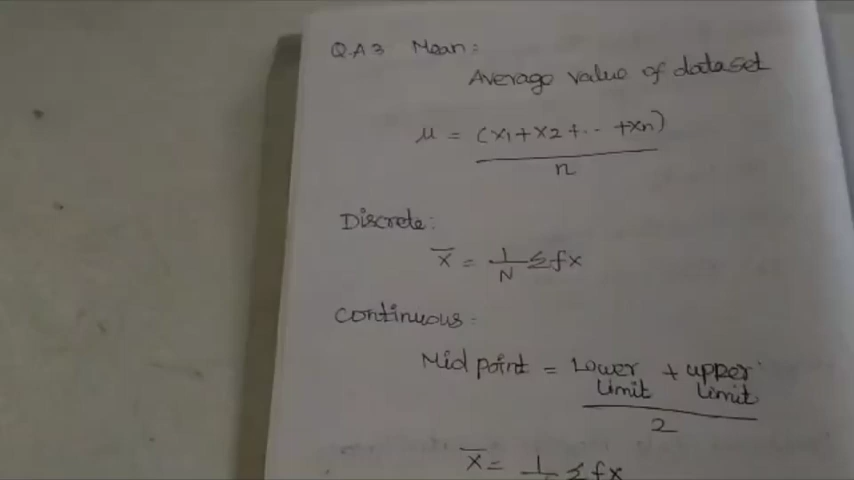 Q.A3 Mean:
Average value of dataset
μ = (x1+x2+...+xn)
n
Discrete:
x̄ = 1/N Σfx
Continuous:
Mid point = Lower limit + upper limit
2
x̄ = 1 Σfx